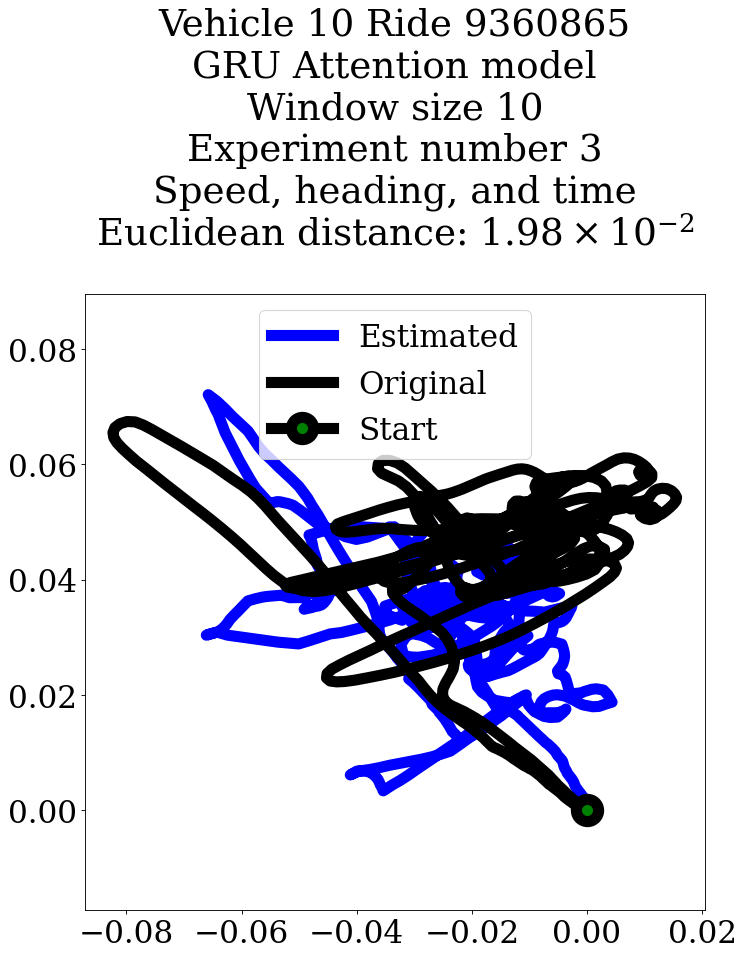 Vehicle 10 Ride 9360865
GRU Attention model
Window size 10
Experiment number 3
Speed, heading, and time
Euclidean distance: 1.98 × 10⁻²
Estimated
Original
Start
0.08
0.06
0.04
0.02
0.00
−0.08 −0.06 −0.04 −0.02 0.00 0.02